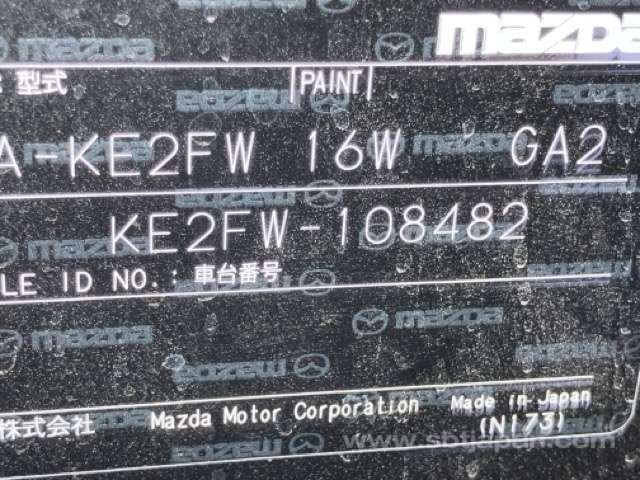 mazda
型式 |PAINT|
A-KE2FW 16W GA2
KE2FW-108482
LE ID NO.: 車台番号
株式会社 Mazda Motor Corporation Made in Japan
(N173)
www.sbtjapan.com